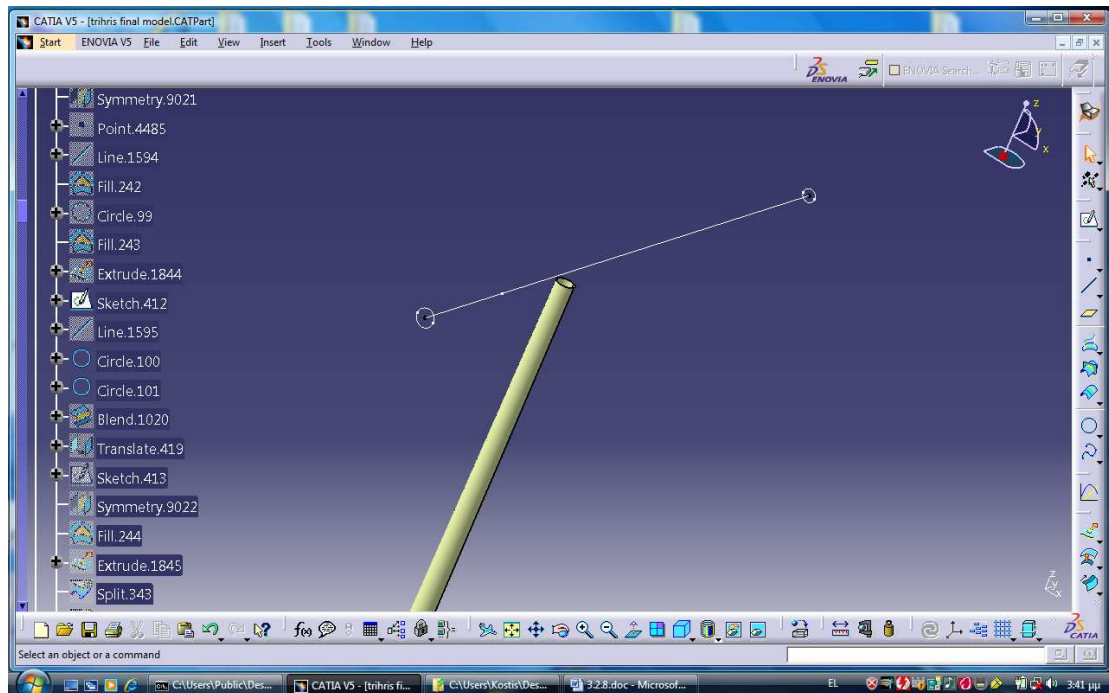 CATIA V5 - [trihris final model.CATPart]
Start ENOVIA V5 File Edit View Insert Tools Window Help
ENOVIA
ENOVIA Search...
Symmetry.9021
Point.4485
Line.1594
Fill.242
Circle.99
Fill.243
Extrude.1844
Sketch.412
Line.1595
Circle.100
Circle.101
Blend.1020
Translate.419
Sketch.413
Symmetry.9022
Fill.244
Extrude.1845
Split.343
z
y
x
z
y
x
f(x)
CATIA
Select an object or a command
C:\Users\Public\Des...
CATIA V5 - [trihris fi...
C:\Users\Kostis\Des...
3.2.8.doc - Microsof...
EL
3:41 μμ